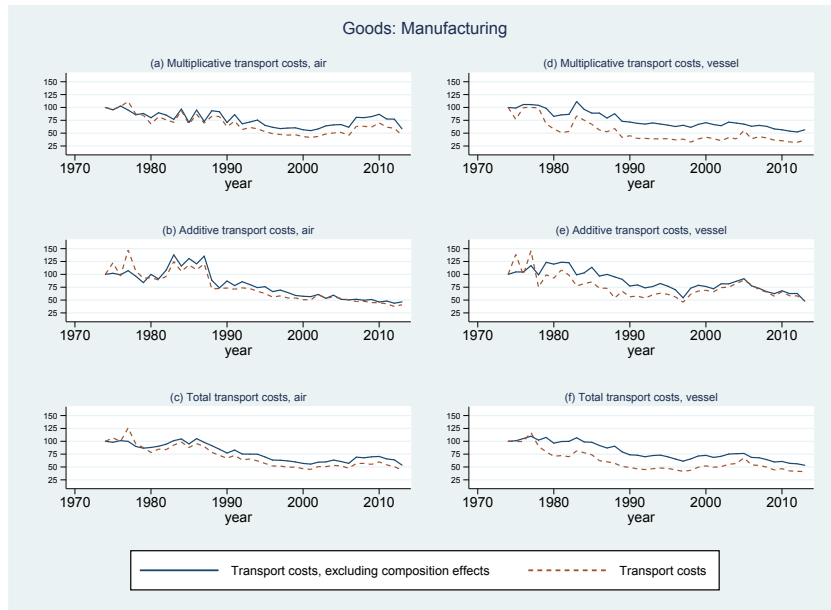 Goods: Manufacturing
(a) Multiplicative transport costs, air
150
125
100
75
50
25
1970 1980 1990 2000 2010
year
(d) Multiplicative transport costs, vessel
150
125
100
75
50
25
1970 1980 1990 2000 2010
year
(b) Additive transport costs, air
150
125
100
75
50
25
1970 1980 1990 2000 2010
year
(e) Additive transport costs, vessel
150
125
100
75
50
25
1970 1980 1990 2000 2010
year
(c) Total transport costs, air
150
125
100
75
50
25
1970 1980 1990 2000 2010
year
(f) Total transport costs, vessel
150
125
100
75
50
25
1970 1980 1990 2000 2010
year
Transport costs, excluding composition effects Transport costs